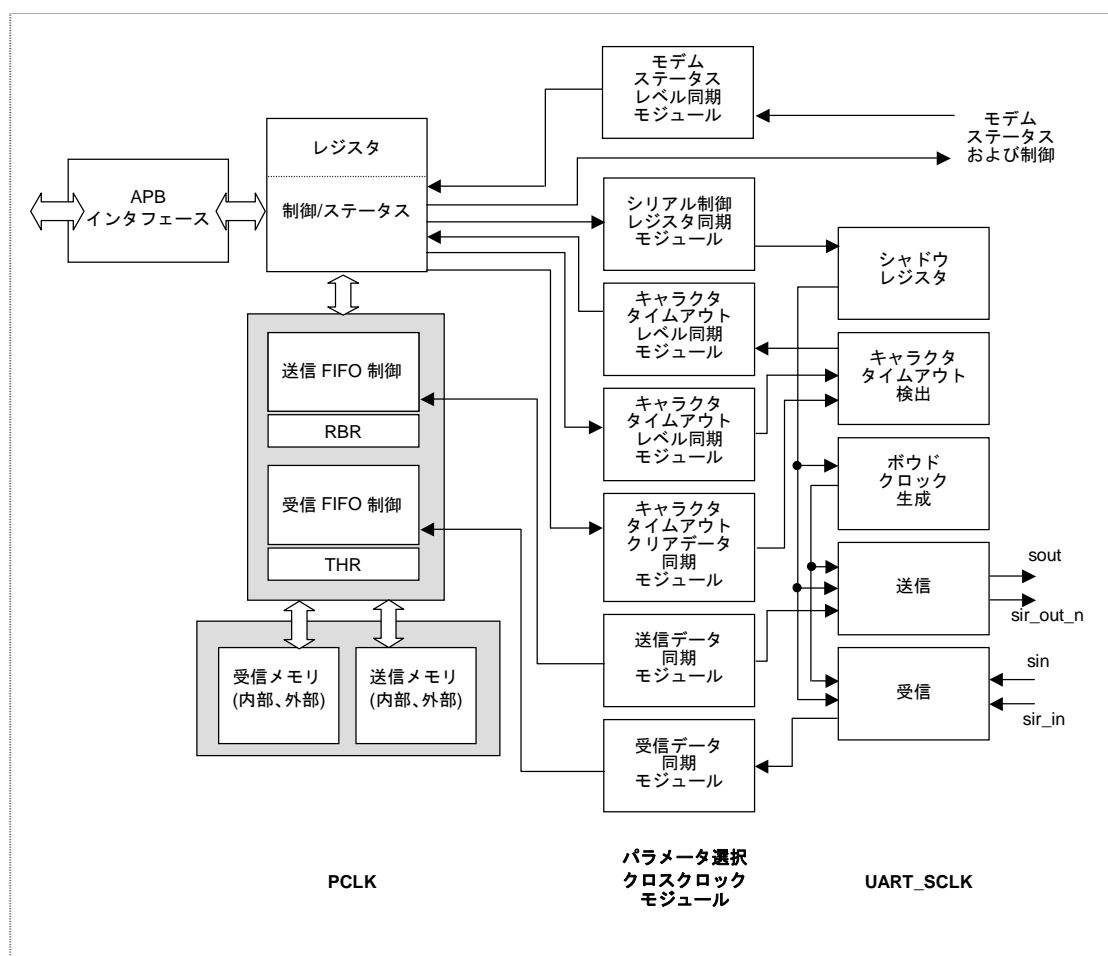 モデム
ステータス
レベル同期
モジュール
モデム
ステータス
および制御
レジスタ
制御/ステータス
APB
インタフェース
シリアル制御
レジスタ同期
モジュール
シャドウ
レジスタ
キャラクタ
タイムアウト
レベル同期
モジュール
キャラクタ
タイムアウト
検出
送信 FIFO 制御
RBR
キャラクタ
タイムアウト
レベル同期
モジュール
ボウド
クロック
生成
受信 FIFO 制御
THR
キャラクタ
タイムアウト
クリアデータ
同期
モジュール
送信
sout
sir_out_n
受信メモリ
(内部、外部)
送信メモリ
(内部、外部)
送信データ
同期
モジュール
受信
sin
sir_in
受信データ
同期
モジュール
PCLK
パラメータ選択
クロスクロック
モジュール
UART_SCLK